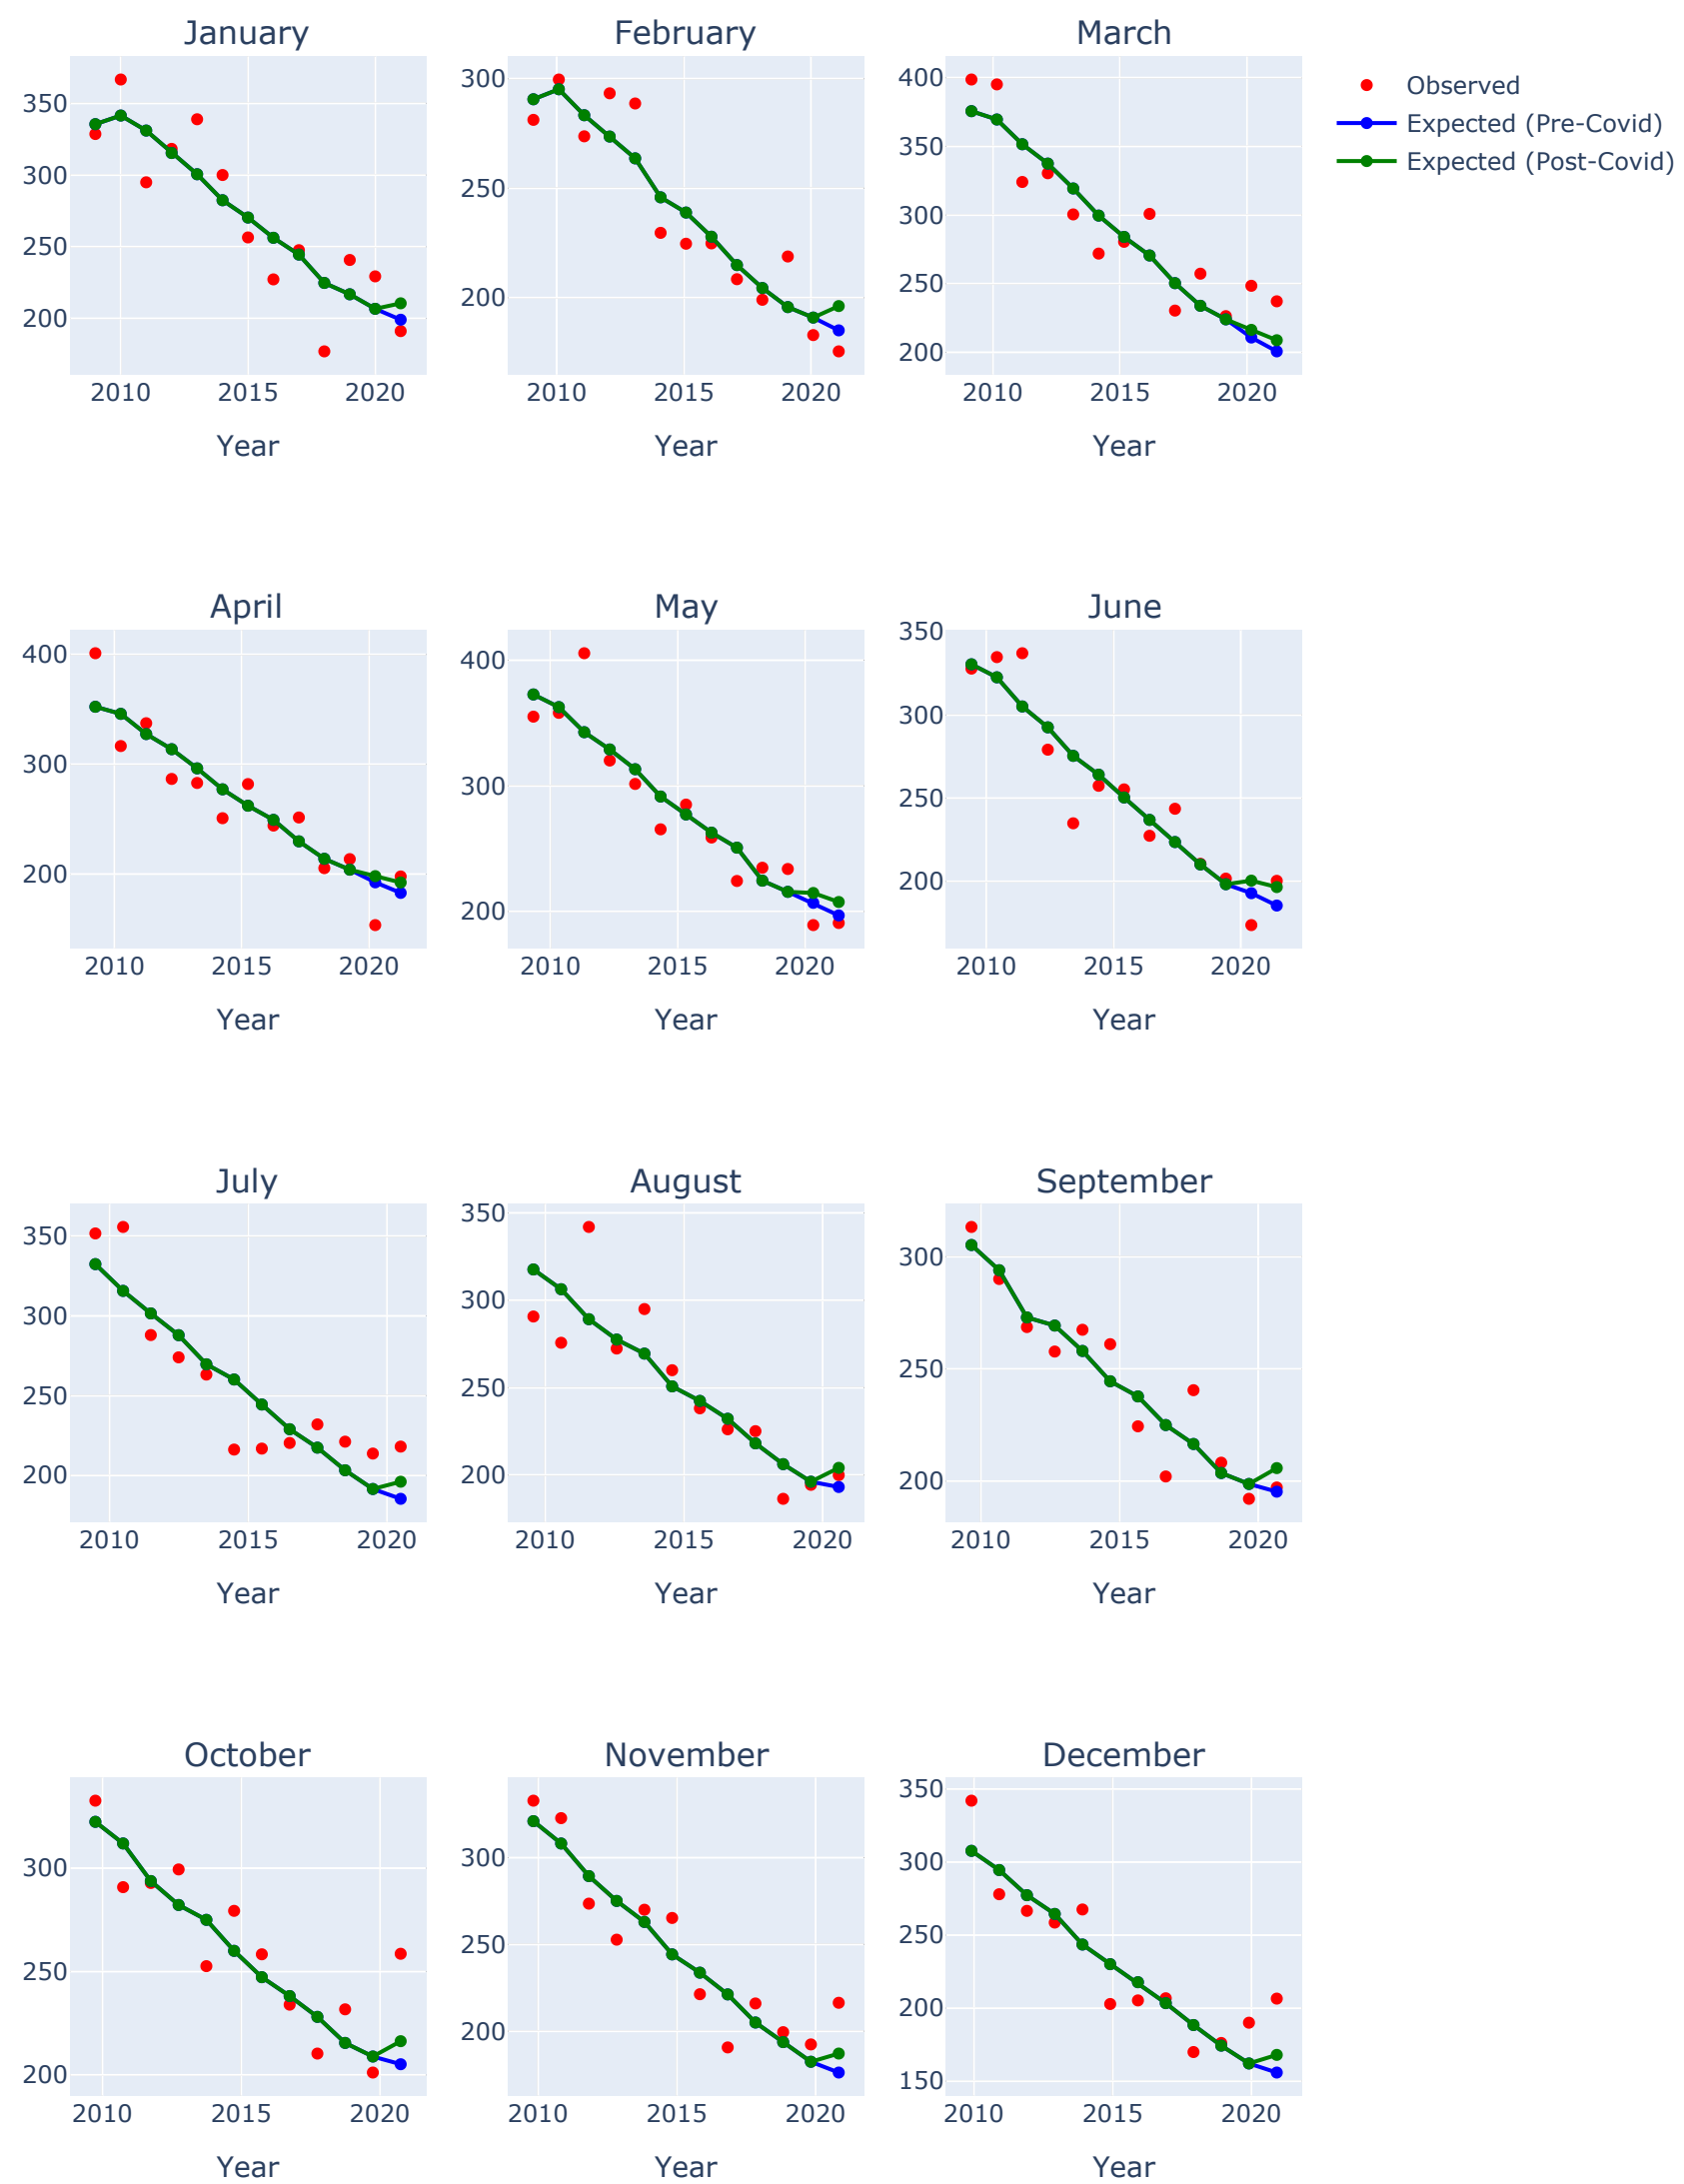 January
February
March
Observed
Expected (Pre-Covid)
Expected (Post-Covid)
350
300
250
200
2010 2015 2020
Year
300
250
200
2010 2015 2020
Year
400
350
300
250
200
2010 2015 2020
Year
April
May
June
400
300
200
2010 2015 2020
Year
400
300
200
2010 2015 2020
Year
350
300
250
200
2010 2015 2020
Year
July
August
September
350
300
250
200
2010 2015 2020
Year
350
300
250
200
2010 2015 2020
Year
300
250
200
2010 2015 2020
Year
October
November
December
300
250
200
2010 2015 2020
Year
300
250
200
2010 2015 2020
Year
350
300
250
200
150
2010 2015 2020
Year